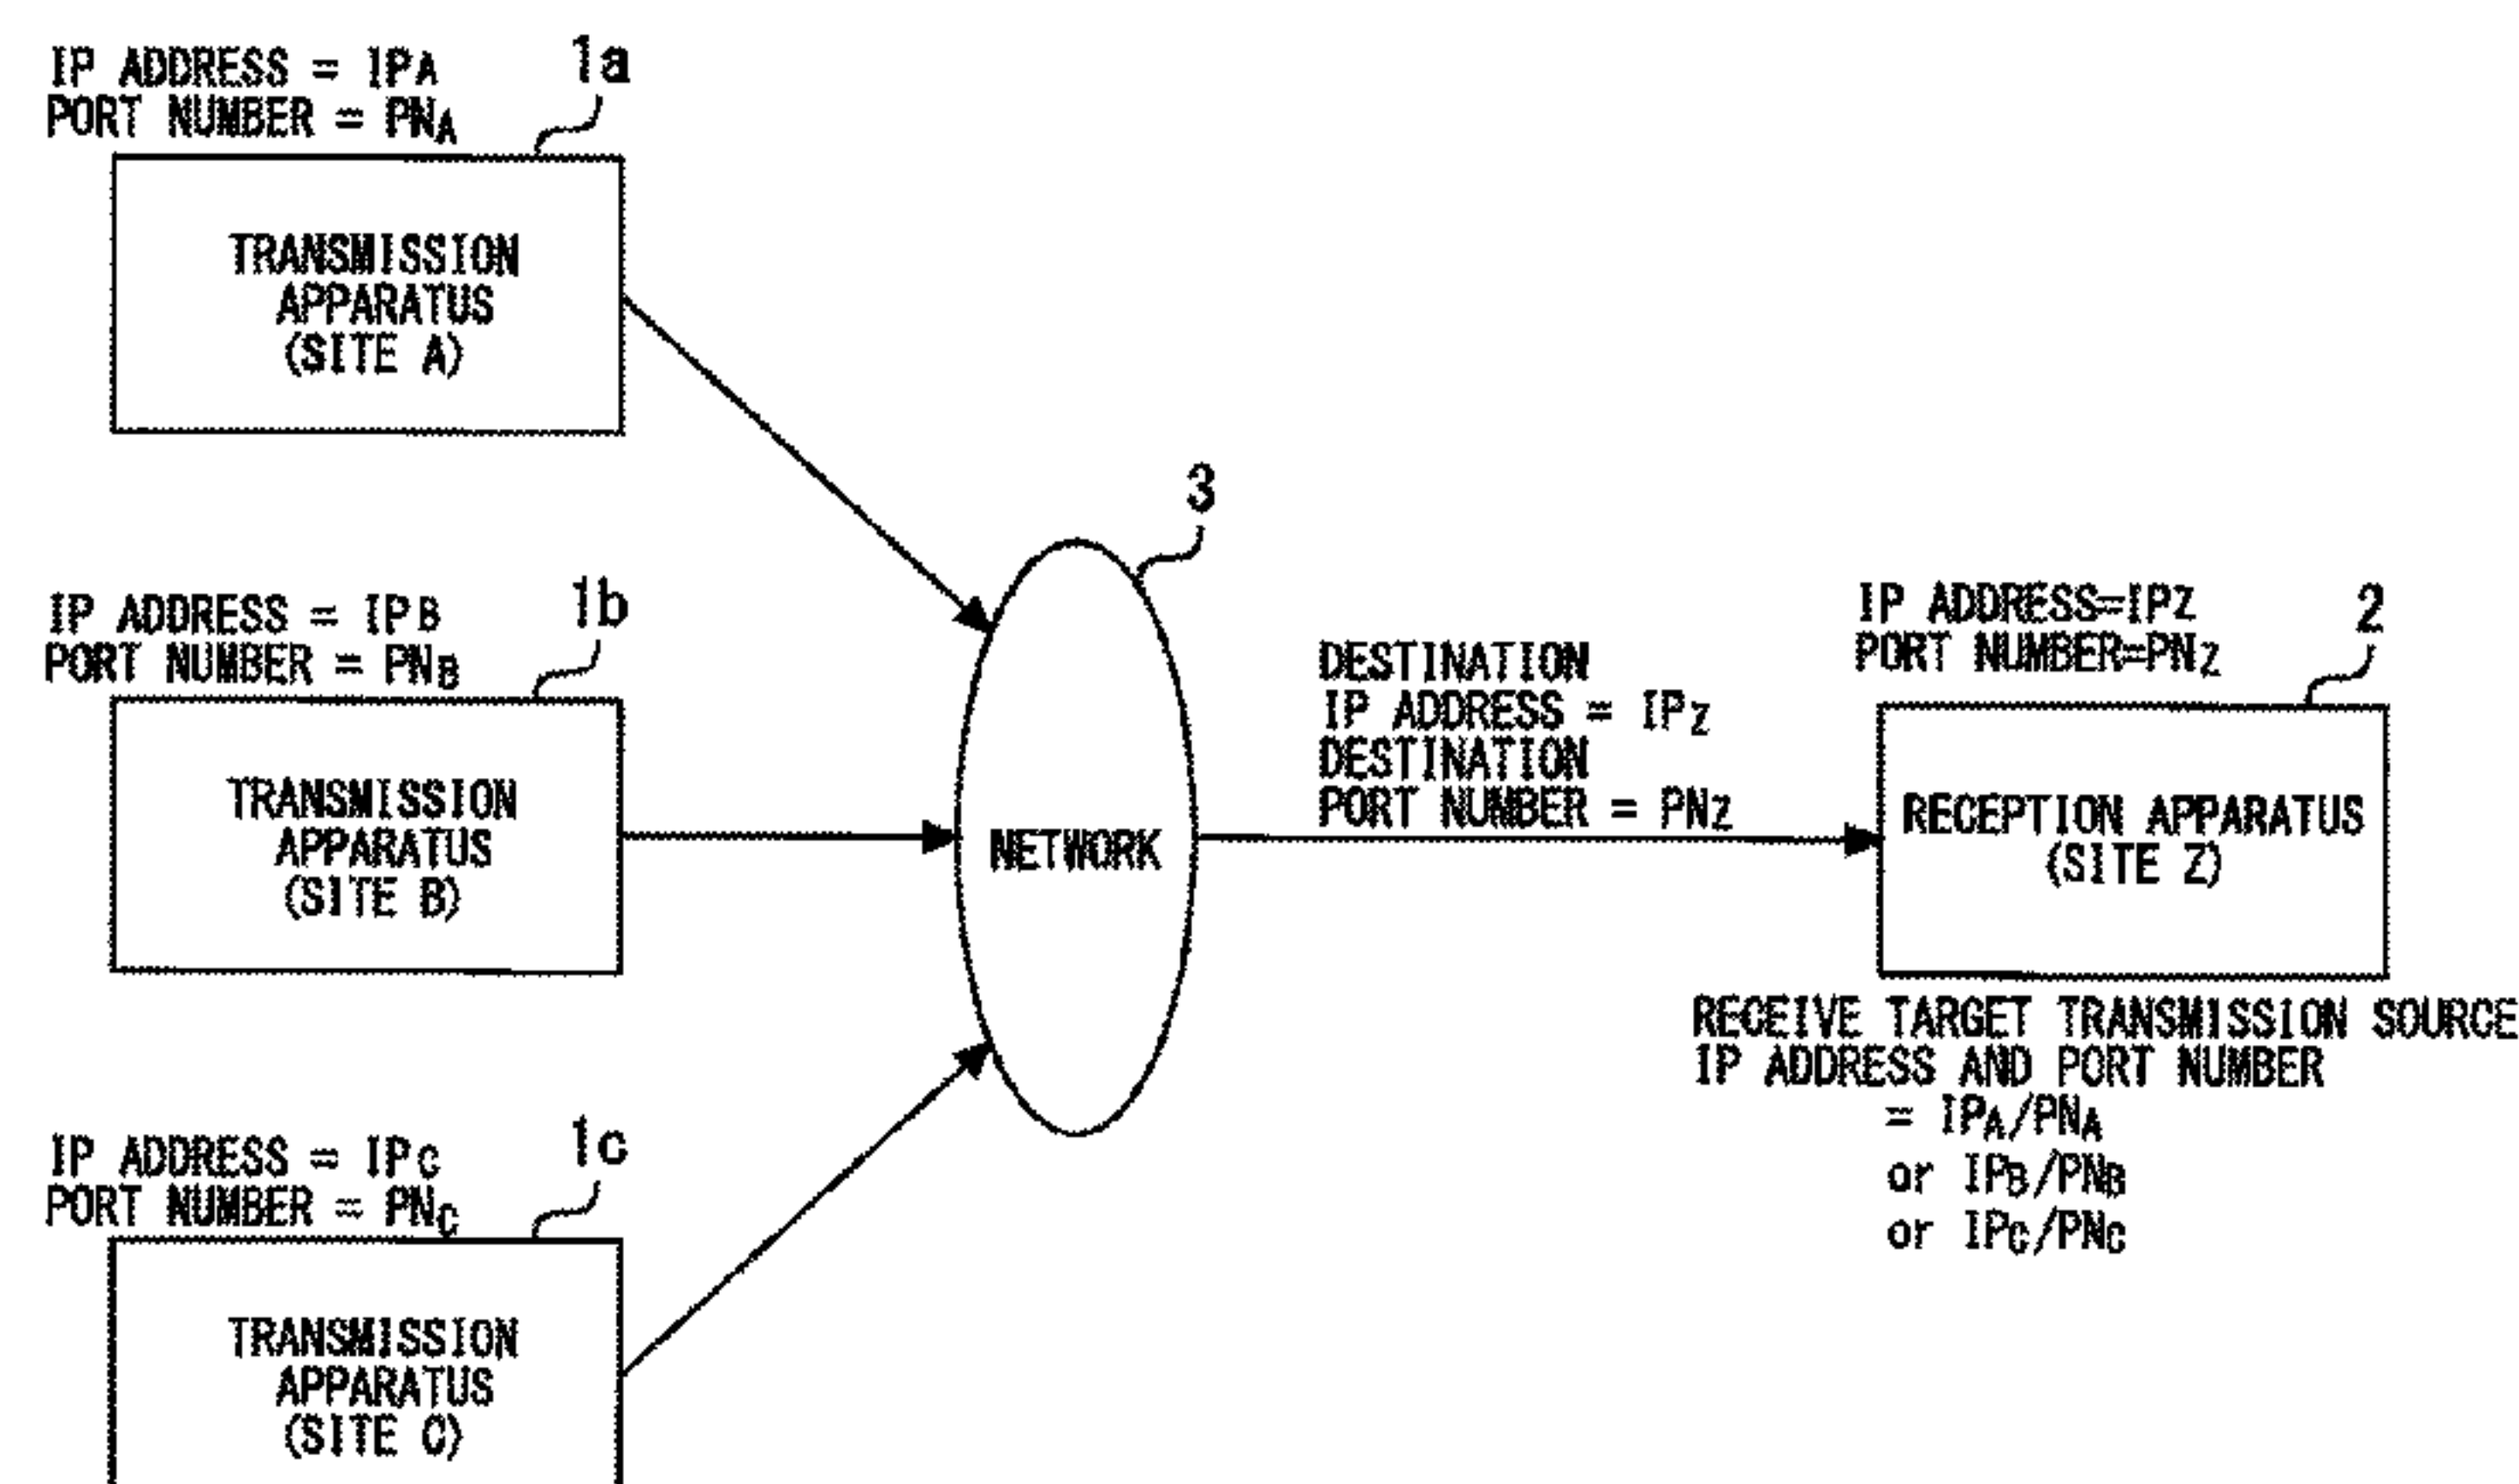 IP ADDRESS = IPA
PORT NUMBER = PNA
1a
TRANSMISSION
APPARATUS
(SITE A)
3
IP ADDRESS = IPB
PORT NUMBER = PNB
1b
TRANSMISSION
APPARATUS
(SITE B)
NETWORK
DESTINATION
IP ADDRESS = IPZ
DESTINATION
PORT NUMBER = PNZ
IP ADDRESS=IPZ
PORT NUMBER=PNZ
2
RECEPTION APPARATUS
(SITE Z)
RECEIVE TARGET TRANSMISSION SOURCE
IP ADDRESS AND PORT NUMBER
= IPA/PNA
or IPB/PNB
or IPC/PNC
IP ADDRESS = IPC
PORT NUMBER = PNC
1c
TRANSMISSION
APPARATUS
(SITE C)